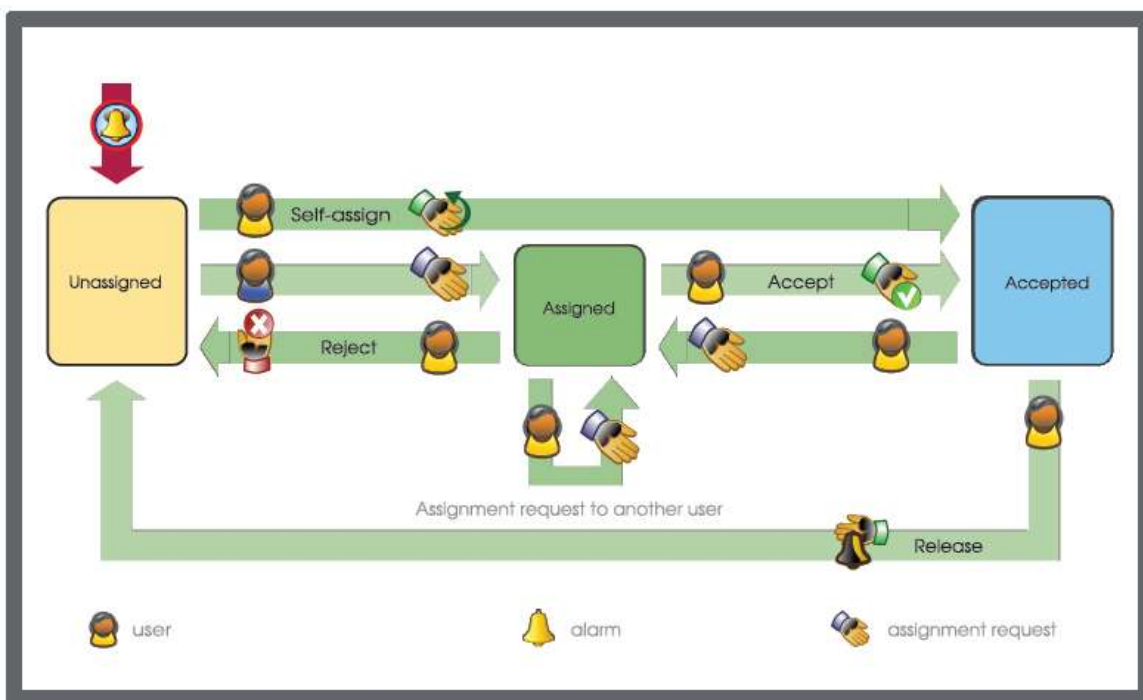 Self-assign
Unassigned
Assigned
Accept
Accepted
Reject
Assignment request to another user
Release
user
alarm
assignment request